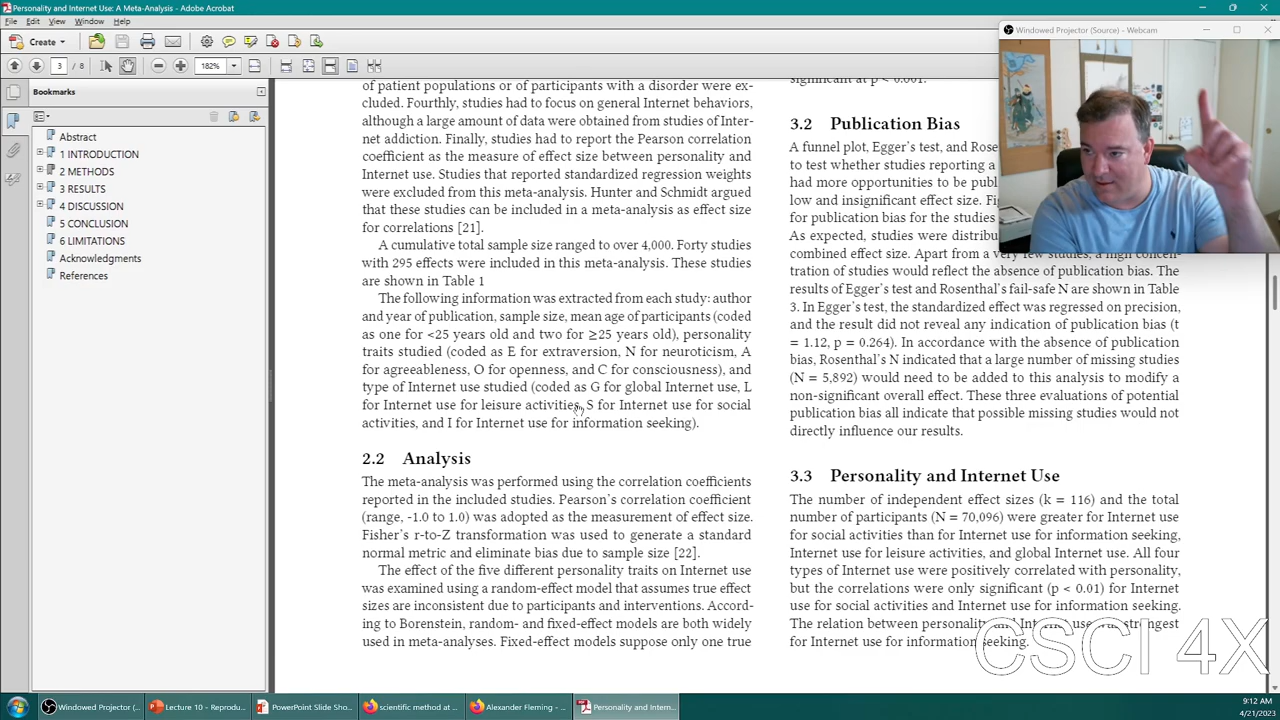 Personality and Internet Use: A Meta-Analysis - Adobe Acrobat
File Edit View Window Help
Create
3 / 8
182%
Windowed Projector (Source) - Webcam
Bookmarks
Abstract
1 INTRODUCTION
2 METHODS
3 RESULTS
4 DISCUSSION
5 CONCLUSION
6 LIMITATIONS
Acknowledgments
References
of patient populations or of participants with a disorder were ex-
cluded. Fourthly, studies had to focus on general Internet behaviors,
although a large amount of data were obtained from studies of Inter-
net addiction. Finally, studies had to report the Pearson correlation
coefficient as the measure of effect size between personality and
Internet use. Studies that reported standardized regression weights
were excluded from this meta-analysis. Hunter and Schmidt argued
that these studies can be included in a meta-analysis as effect size
for correlations [21].
A cumulative total sample size ranged to over 4,000. Forty studies
with 295 effects were included in this meta-analysis. These studies
are shown in Table 1
The following information was extracted from each study: author
and year of publication, sample size, mean age of participants (coded
as one for <25 years old and two for ≥25 years old), personality
traits studied (coded as E for extraversion, N for neuroticism, A
for agreeableness, O for openness, and C for consciousness), and
type of Internet use studied (coded as G for global Internet use, L
for Internet use for leisure activities, S for Internet use for social
activities, and I for Internet use for information seeking).
2.2 Analysis
The meta-analysis was performed using the correlation coefficients
reported in the included studies. Pearson's correlation coefficient
(range, -1.0 to 1.0) was adopted as the measurement of effect size.
Fisher's r-to-Z transformation was used to generate a standard
normal metric and eliminate bias due to sample size [22].
The effect of the five different personality traits on Internet use
was examined using a random-effect model that assumes true effect
sizes are inconsistent due to participants and interventions. Accord-
ing to Borenstein, random- and fixed-effect models are both widely
used in meta-analyses. Fixed-effect models suppose only one true
significant at p < 0.001.
3.2 Publication Bias
A funnel plot, Egger's test, and Rose
to test whether studies reporting a
had more opportunities to be publ
low and insignificant effect size. Fi
for publication bias for the studies
As expected, studies were distribu
combined effect size. Apart from a very few studies, a high concen-
tration of studies would reflect the absence of publication bias. The
results of Egger's test and Rosenthal's fail-safe N are shown in Table
3. In Egger's test, the standardized effect was regressed on precision,
and the result did not reveal any indication of publication bias (t
= 1.12, p = 0.264). In accordance with the absence of publication
bias, Rosenthal's N indicated that a large number of missing studies
(N = 5,892) would need to be added to this analysis to modify a
non-significant overall effect. These three evaluations of potential
publication bias all indicate that possible missing studies would not
directly influence our results.
3.3 Personality and Internet Use
The number of independent effect sizes (k = 116) and the total
number of participants (N = 70,096) were greater for Internet use
for social activities than for Internet use for information seeking,
Internet use for leisure activities, and global Internet use. All four
types of Internet use were positively correlated with personality,
but the correlations were only significant (p < 0.01) for Internet
use for social activities and Internet use for information seeking.
The relation between personality and Internet use was strongest
for Internet use for information seeking.
CSCI 4X
Windowed Projector (...
Lecture 10 - Reprodu...
PowerPoint Slide Sho...
scientific method at ...
Alexander Fleming - ...
Personality and Intern...
9:12 AM
4/21/2023